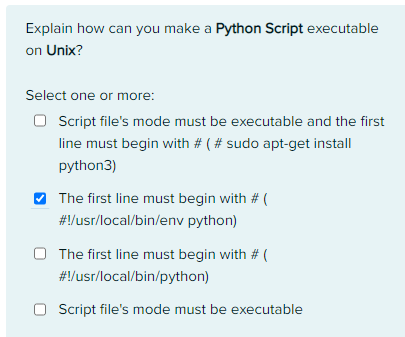 Explain how can you make a Python Script executable
on Unix?
Select one or more:
Script file's mode must be executable and the first
line must begin with # ( # sudo apt-get install
python3)
The first line must begin with # (
#!/usr/local/bin/env python)
The first line must begin with # (
#!/usr/local/bin/python)
Script file's mode must be executable